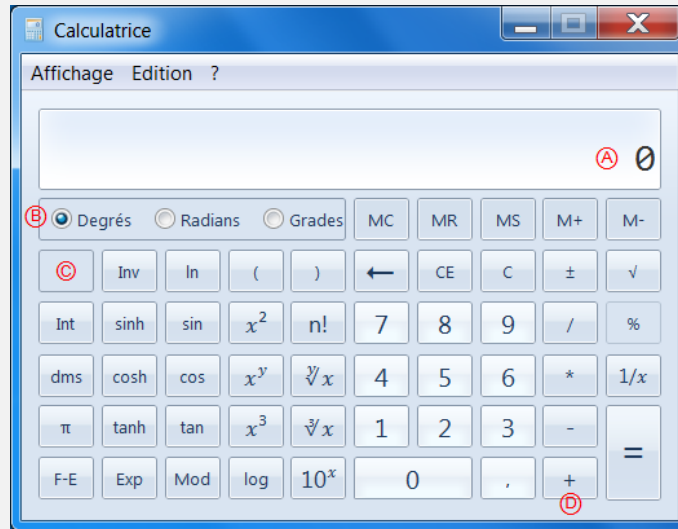 Calculatrice
Affichage Edition ?
Ⓐ 0
Ⓑ Degrés Radians Grades MC MR MS M+ M-
Ⓒ Inv ln ( ) ← CE C ± √
Int sinh sin x² n! 7 8 9 / %
dms cosh cos xʸ ʸ√x 4 5 6 * 1/x
π tanh tan x³ ³√x 1 2 3 - =
F-E Exp Mod log 10ˣ 0 , +
Ⓓ